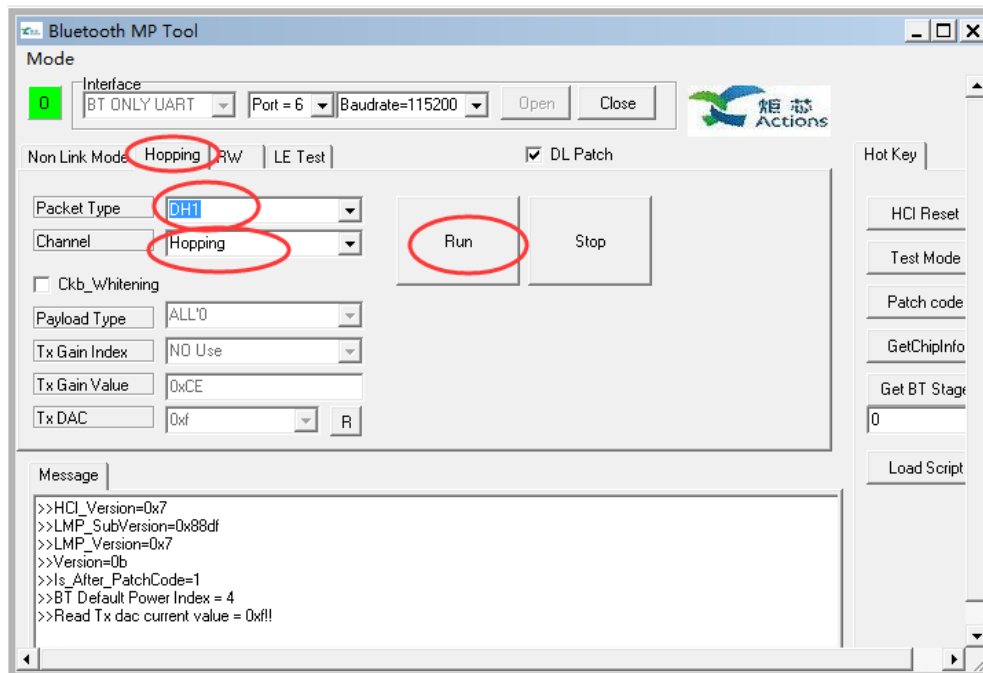 Bluetooth MP Tool
Mode
Interface
0
BT ONLY UART
Port = 6
Baudrate=115200
Open
Close
炬芯
Actions
Non Link Mode
Hopping
RW
LE Test
DL Patch
Hot Key
Packet Type
DH1
Channel
Hopping
Run
Stop
Ckb_Whitening
Payload Type
ALL'0
Tx Gain Index
NO Use
Tx Gain Value
0xCE
Tx DAC
0xf
R
HCI Reset
Test Mode
Patch code
GetChipInfo
Get BT Stage
0
Load Script
Message
>>HCI_Version=0x7
>>LMP_SubVersion=0x88df
>>LMP_Version=0x7
>>Version=0b
>>Is_After_PatchCode=1
>>BT Default Power Index = 4
>>Read Tx dac current value = 0xf!!